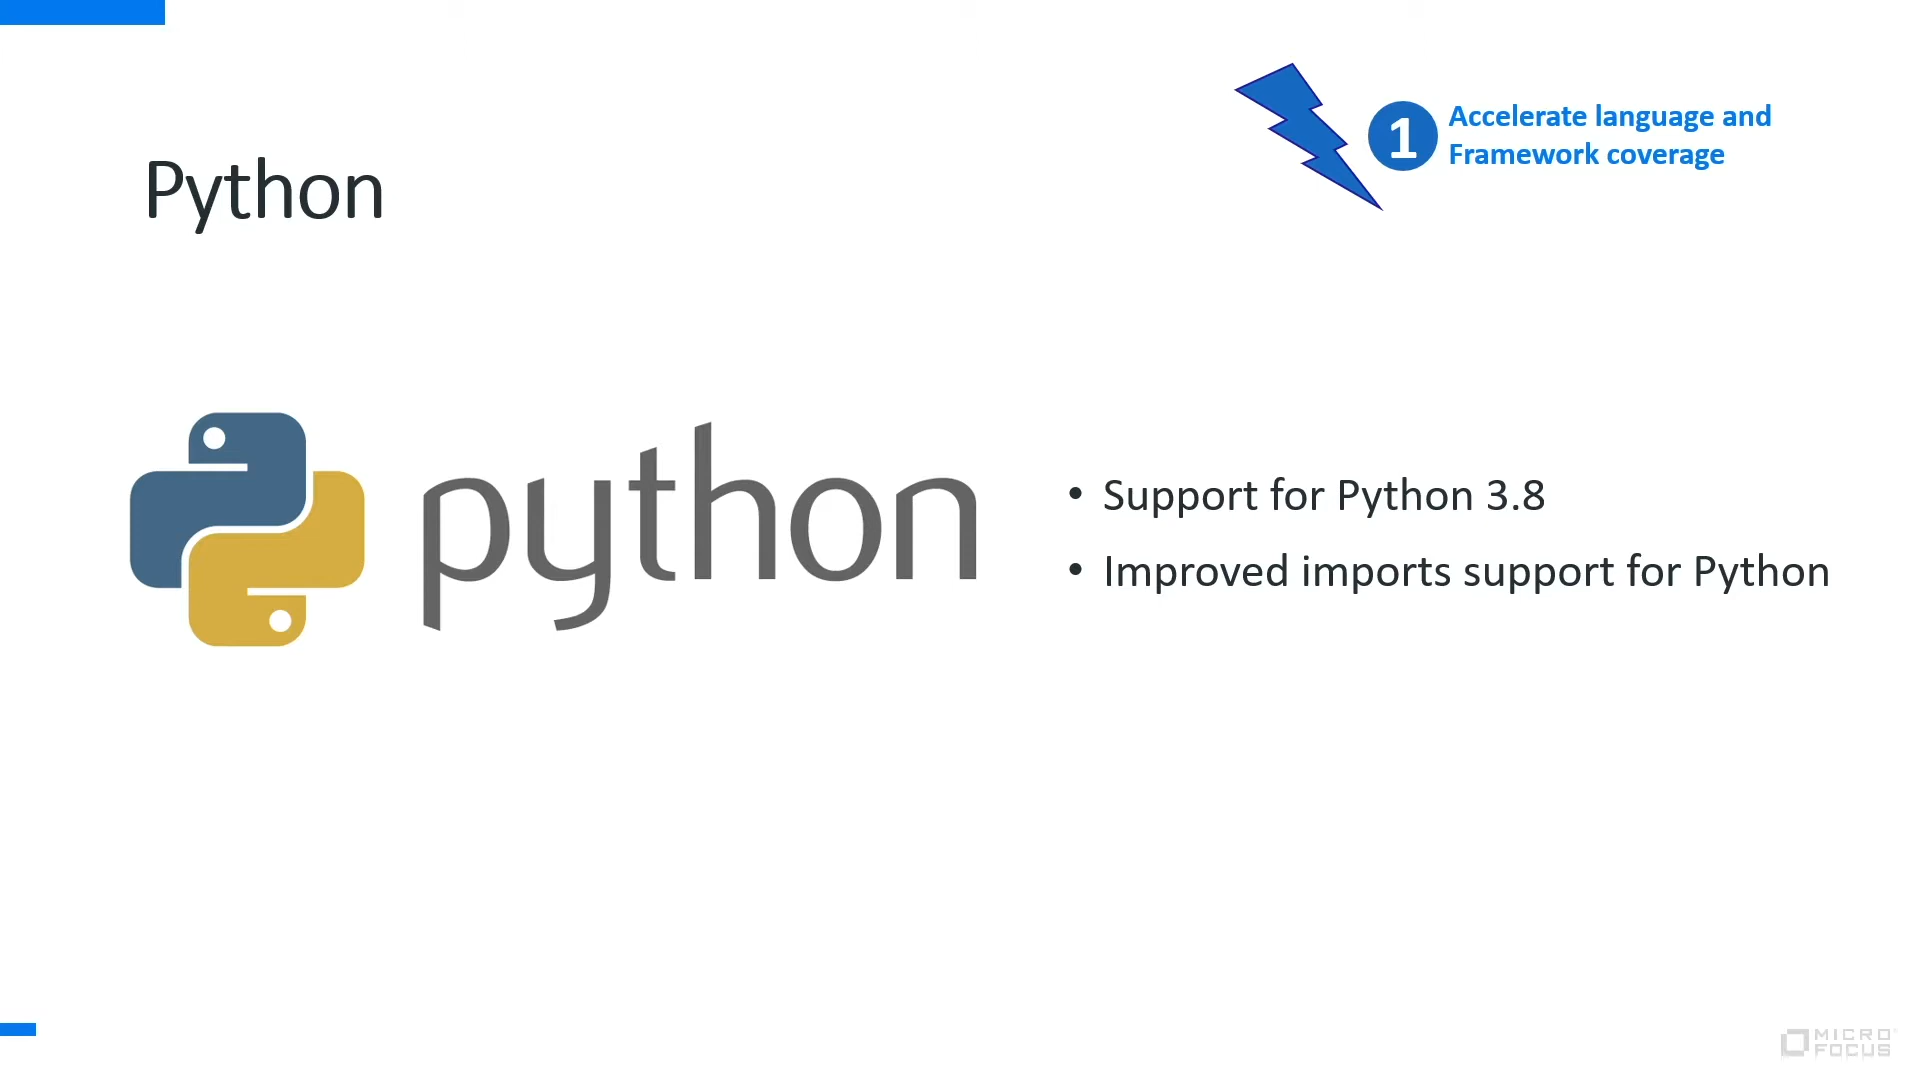 Accelerate language and
1
Framework coverage
Python
python
• Support for Python 3.8
• Improved imports support for Python
MICRO
FOCUS